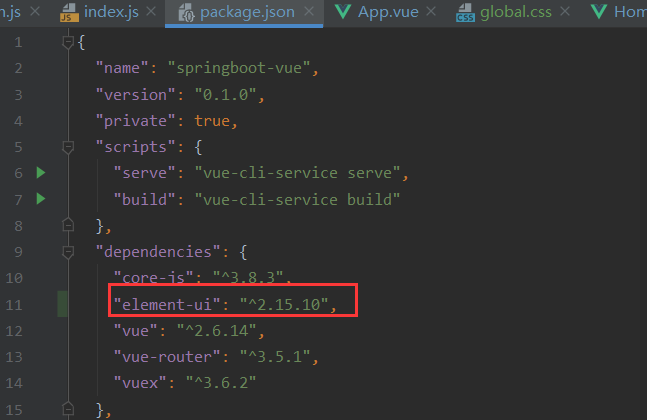 n.js index.js package.json App.vue global.css Hom
1 {
2 "name": "springboot-vue",
3 "version": "0.1.0",
4 "private": true,
5 "scripts": {
6 "serve": "vue-cli-service serve",
7 "build": "vue-cli-service build"
8 },
9 "dependencies": {
10 "core-js": "^3.8.3",
11 "element-ui": "^2.15.10",
12 "vue": "^2.6.14",
13 "vue-router": "^3.5.1",
14 "vuex": "^3.6.2"
15 },